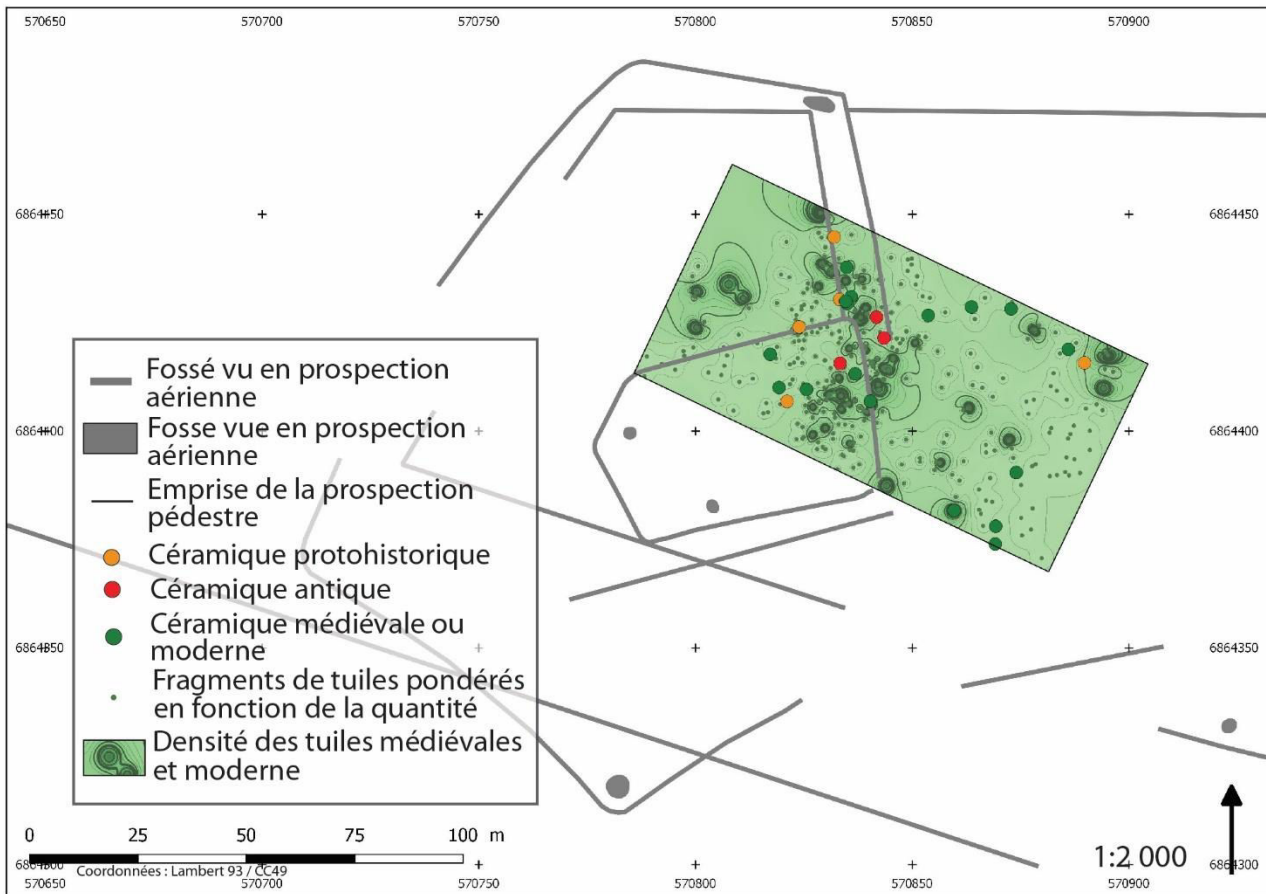 570650 570700 570750 570800 570850 570900
6864450 6864450
Fossé vu en prospection
aérienne
Fosse vue en prospection
aérienne
Emprise de la prospection
pédestre
Céramique protohistorique
Céramique antique
Céramique médiévale ou
moderne
Fragments de tuiles pondérés
en fonction de la quantité
Densité des tuiles médiévales
et moderne
6864400 6864400
6864350 6864350
0 25 50 75 100 m
Coordonnées : Lambert 93 / CC49
1:2 000
6864300 6864300
570650 570700 570750 570800 570850 570900